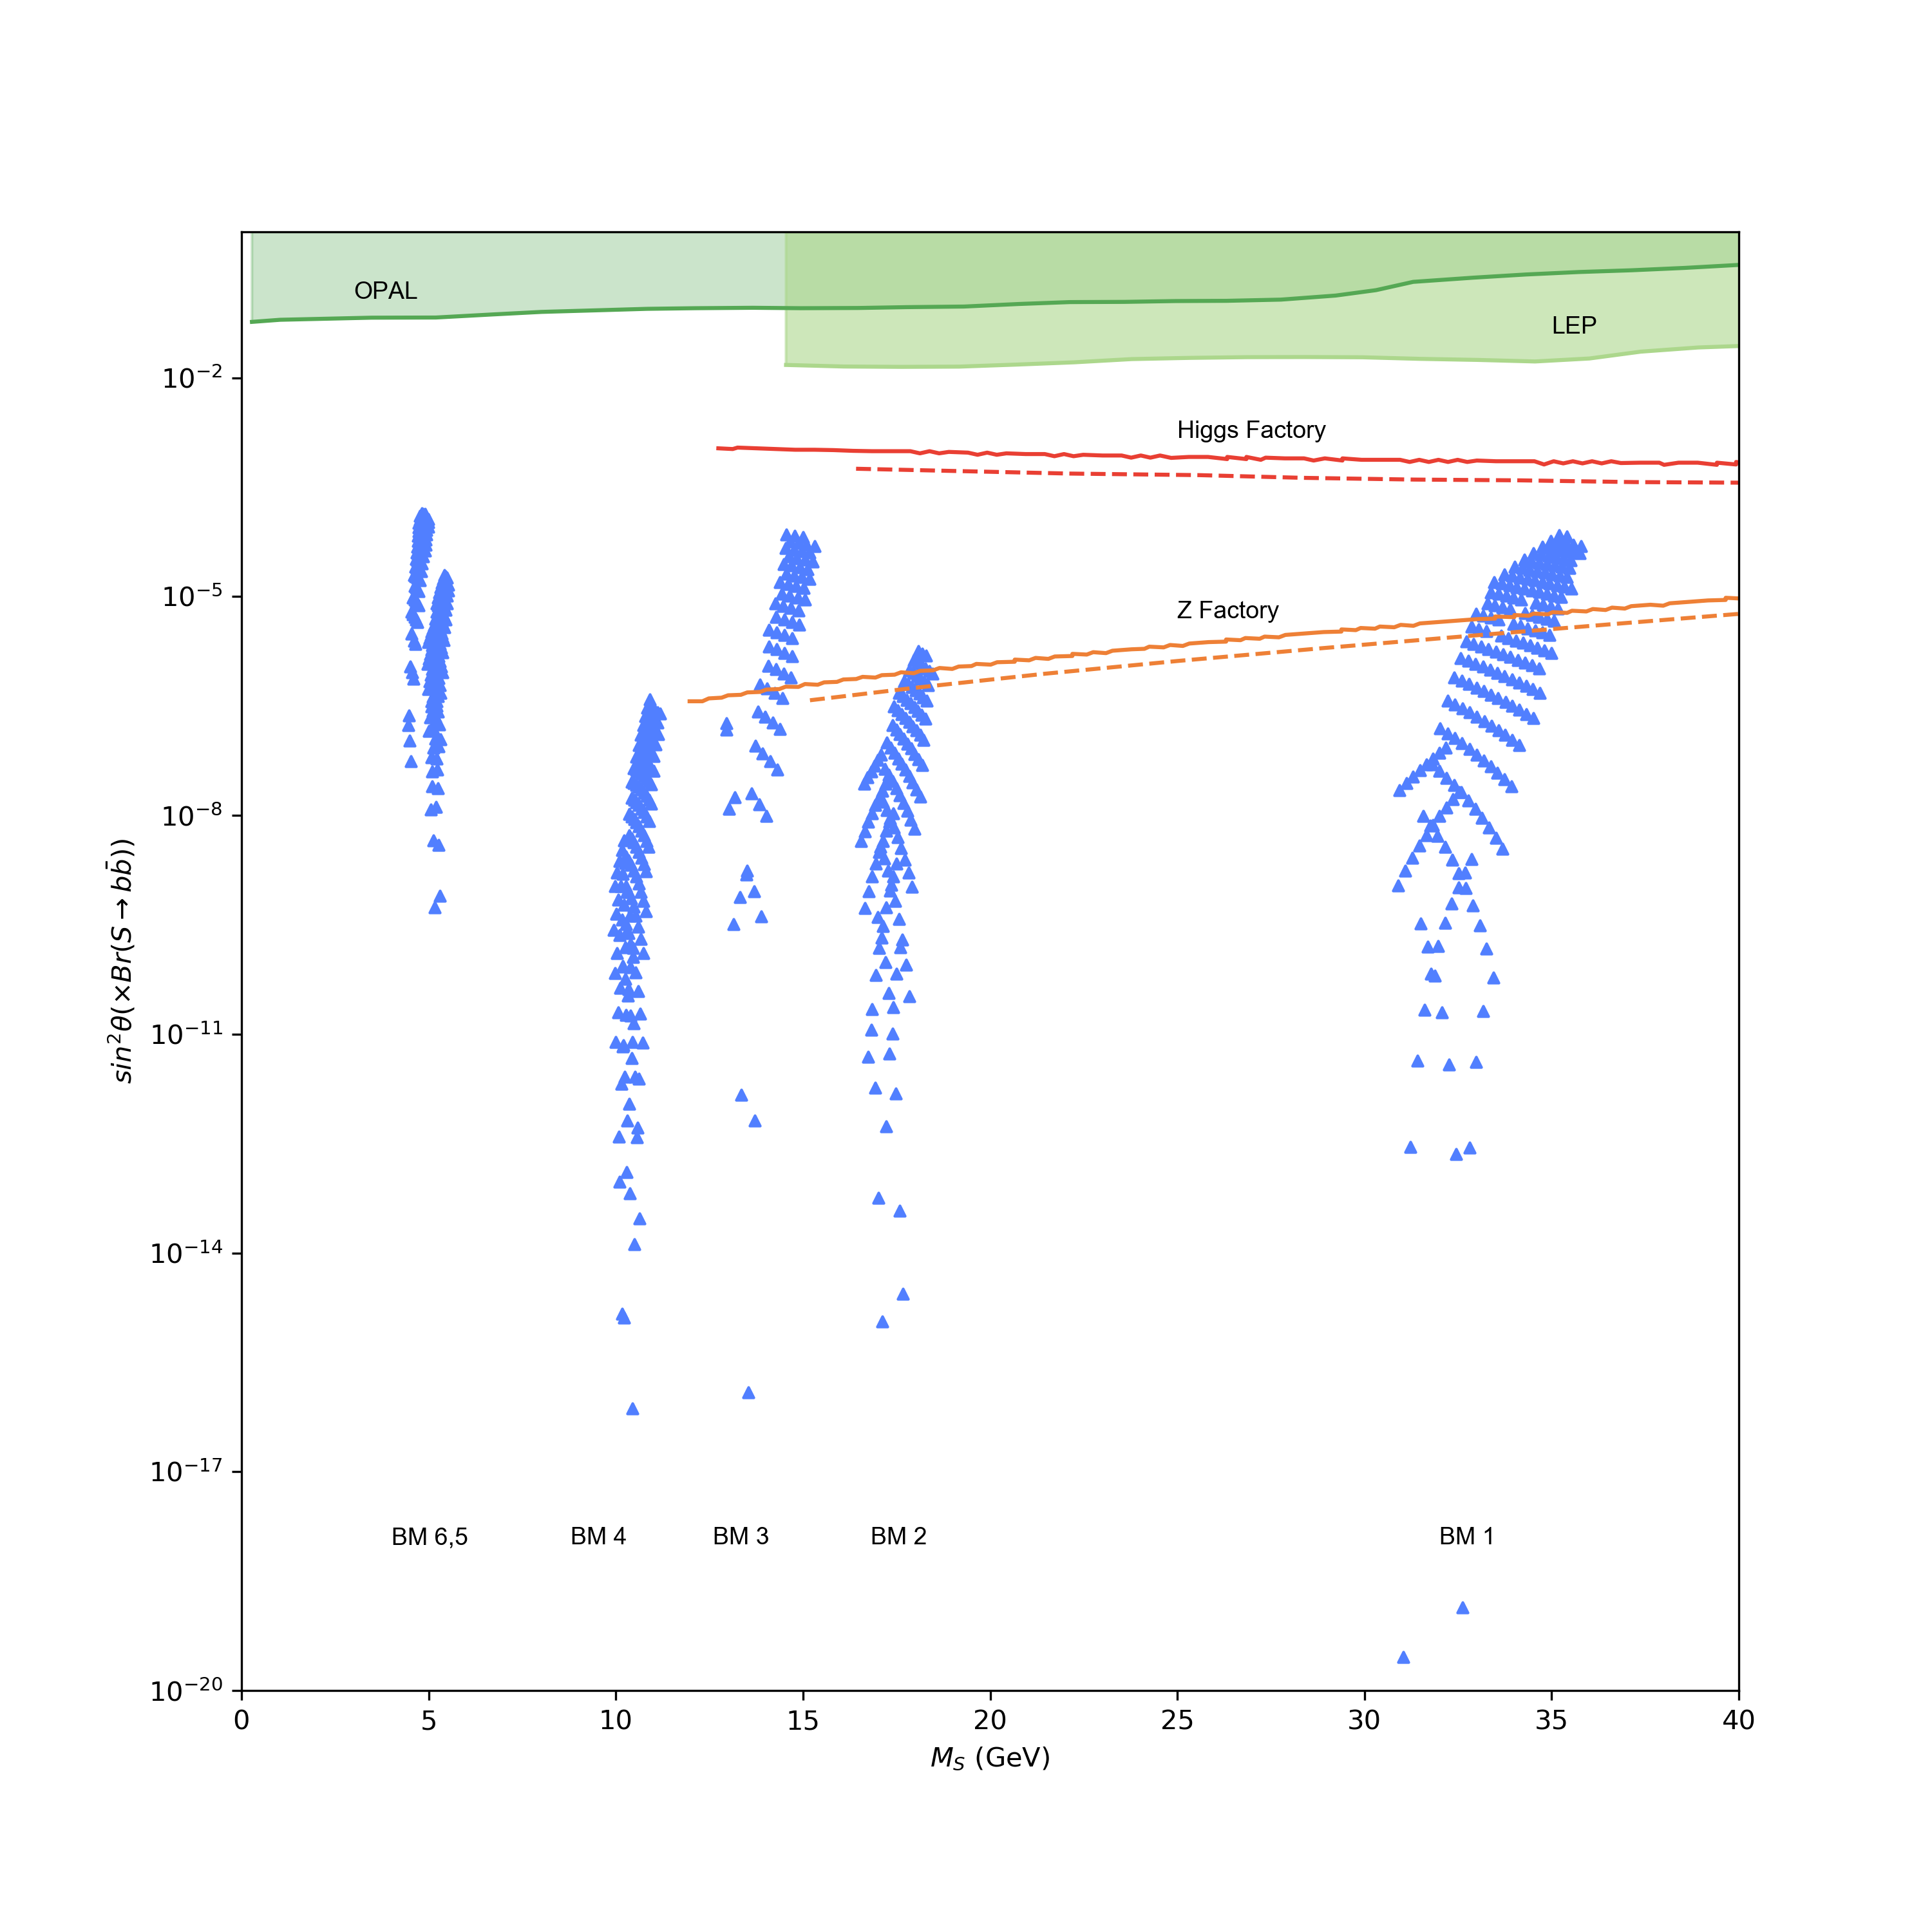 OPAL
LEP
Higgs Factory
Z Factory
BM 6,5
BM 4
BM 3
BM 2
BM 1
10⁻²
10⁻⁵
10⁻⁸
10⁻¹¹
10⁻¹⁴
10⁻¹⁷
10⁻²⁰
sin²θ(×Br(S→bb̄))
0 5 10 15 20 25 30 35 40
M_S (GeV)